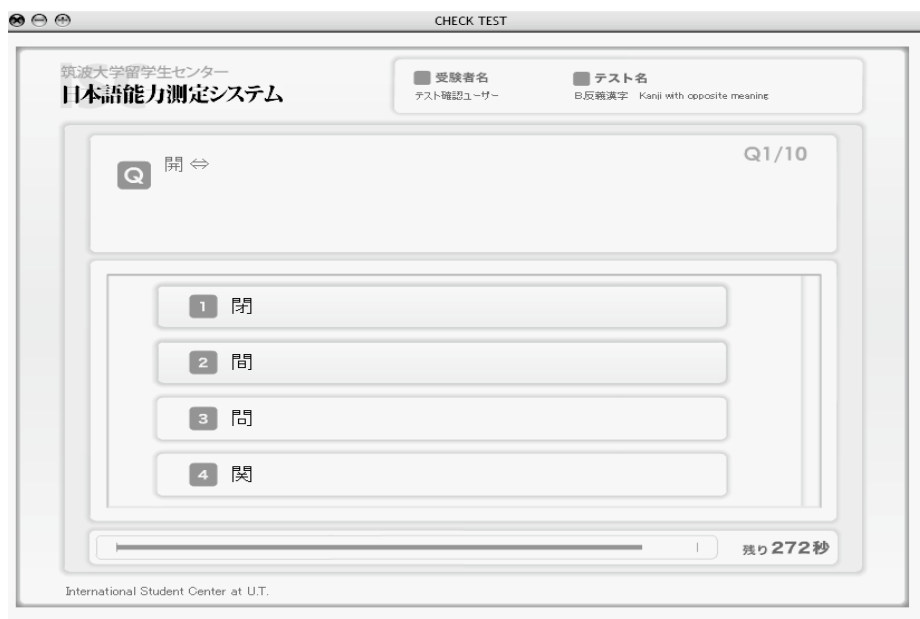 CHECK TEST
筑波大学留学生センター
日本語能力測定システム
受験者名
テスト確認ユーザー
テスト名
B.反義漢字 Kanji with opposite meaning
Q 開 ⇔
Q1/10
1 閉
2 間
3 問
4 関
残り272秒
International Student Center at U.T.